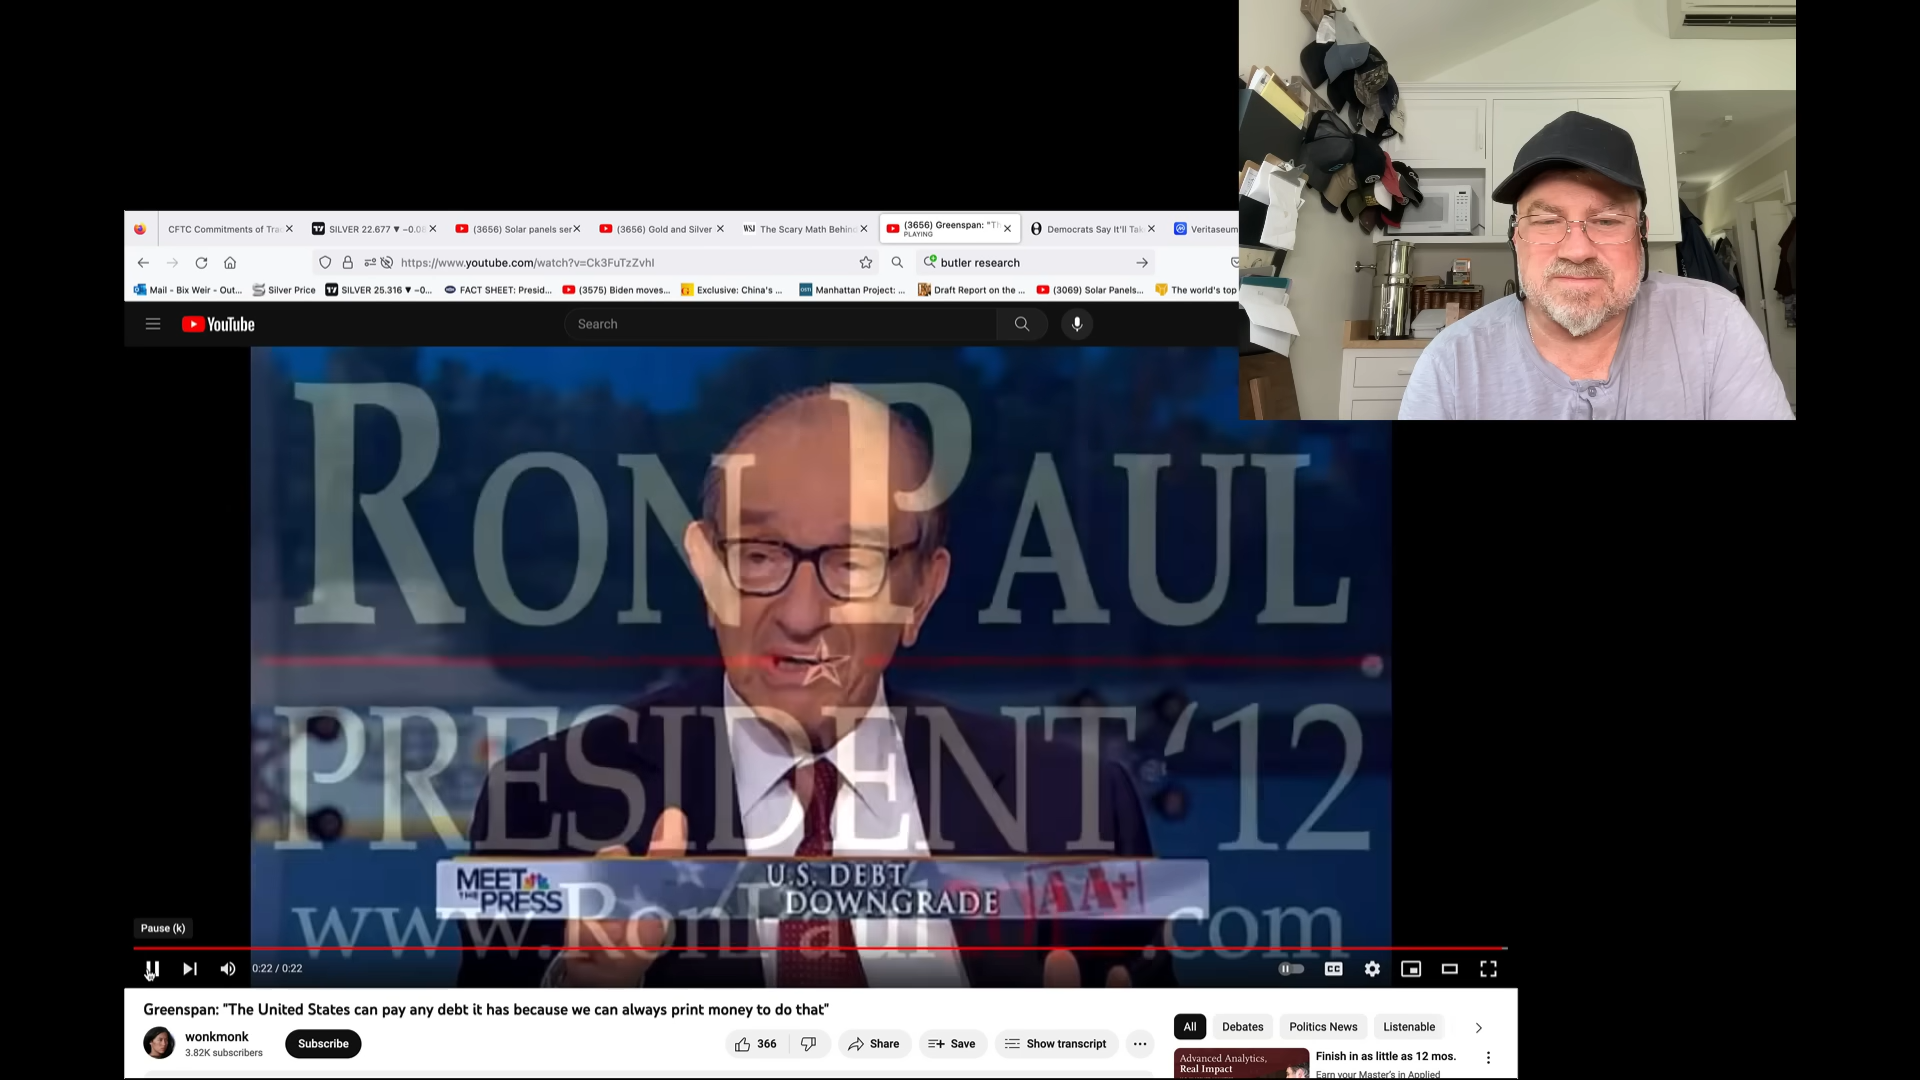 CFTC Commitments of Tra
SILVER 22.677 ▼ −0.0
(3656) Solar panels ser
(3656) Gold and Silver
WSJ The Scary Math Behin
(3656) Greenspan: "Th
PLAYING
Democrats Say It'll Tak
Veritaseum
https://www.youtube.com/watch?v=Ck3FuTzZvhI
butler research
Mail - Bix Weir - Out...
Silver Price
SILVER 25.316 ▼ −0...
FACT SHEET: Presid...
(3575) Biden moves...
Exclusive: China's ...
Manhattan Project: ...
Draft Report on the ...
(3069) Solar Panels...
The world's top
YouTube
Search
RON PAUL
PRESIDENT '12
MEET THE PRESS
U.S. DEBT
DOWNGRADE
AA+
www.RonPaul .com
Pause (k)
0:22 / 0:22
CC
Greenspan: "The United States can pay any debt it has because we can always print money to do that"
wonkmonk
3.82K subscribers
Subscribe
366
Share
Save
Show transcript
All
Debates
Politics News
Listenable
Advanced Analytics,
Real Impact
Finish in as little as 12 mos.
Earn your Master's in Applied